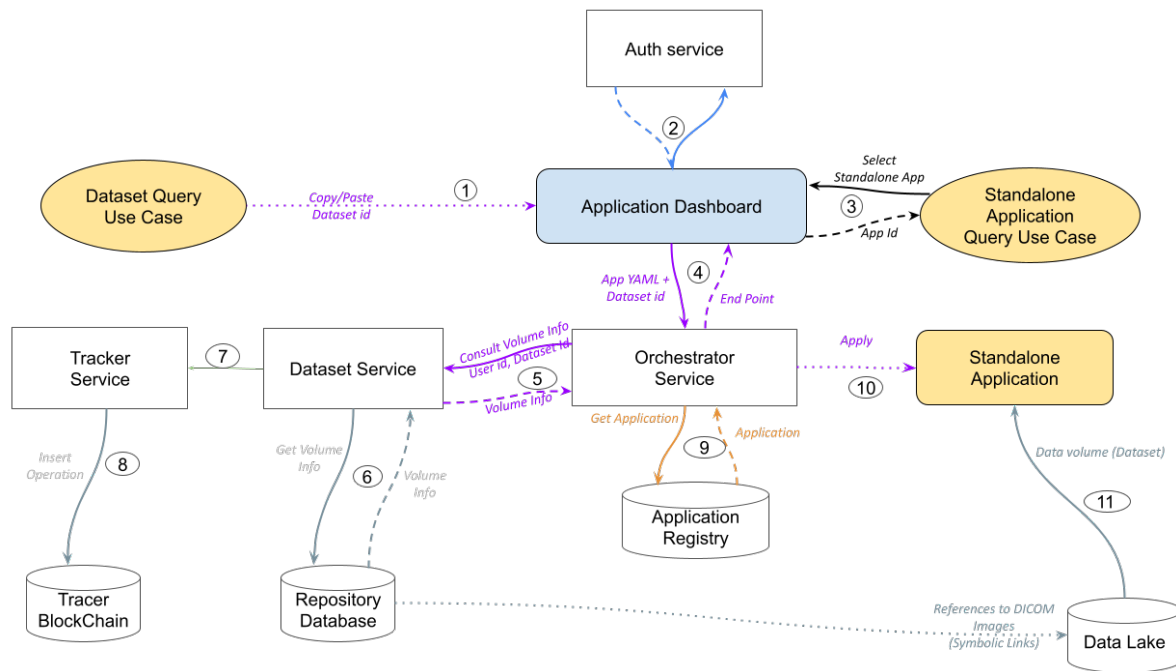 Auth service
2
Dataset Query
Use Case
1
Copy/Paste
Dataset id
Application Dashboard
Select
Standalone App
3
App Id
Standalone
Application
Query Use Case
4
App YAML +
Dataset id
End Point
Tracker
Service
7
Dataset Service
Consult Volume Info
User id, Dataset Id
5
Volume Info
Orchestrator
Service
Apply
10
Standalone
Application
Insert
Operation
8
Get Volume
Info
6
Volume
Info
Get Application
9
Application
Application
Registry
Data volume (Dataset)
11
Tracer
BlockChain
Repository
Database
References to DICOM
Images
(Symbolic Links)
Data Lake